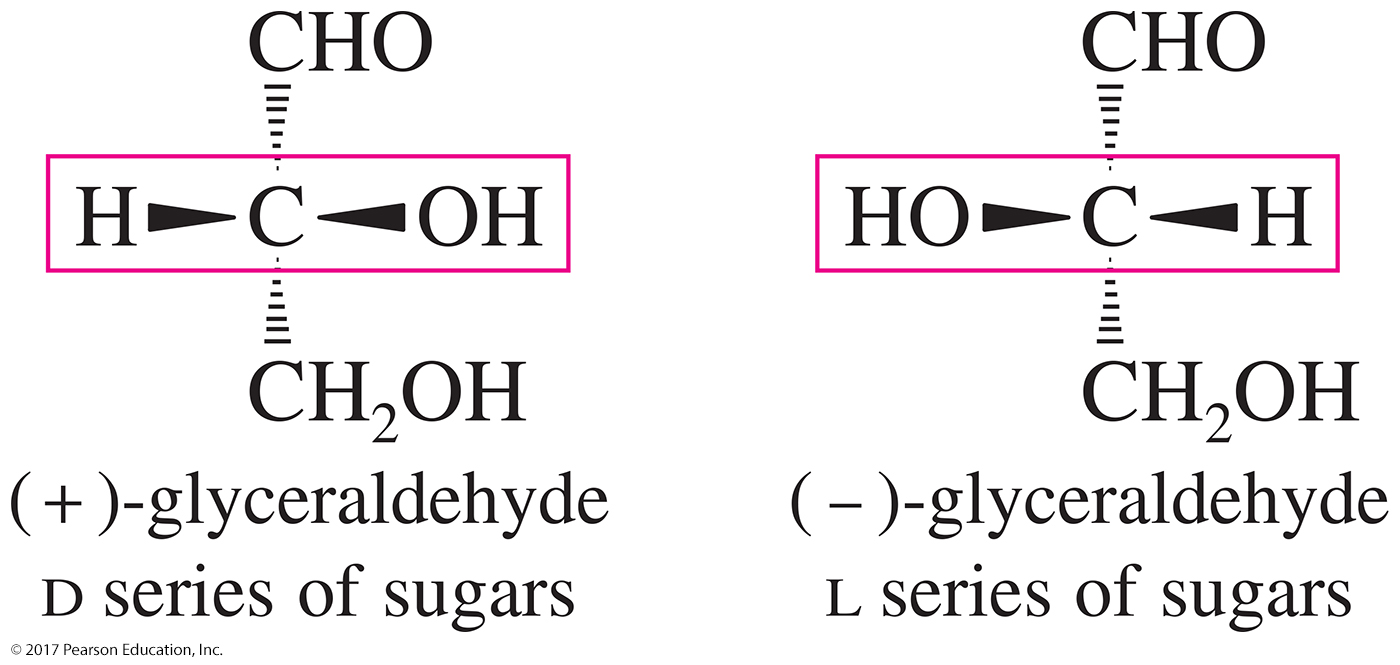 CHO CHO
H C OH HO C H
CH₂OH CH₂OH
(+)-glyceraldehyde (−)-glyceraldehyde
D series of sugars L series of sugars
© 2017 Pearson Education, Inc.